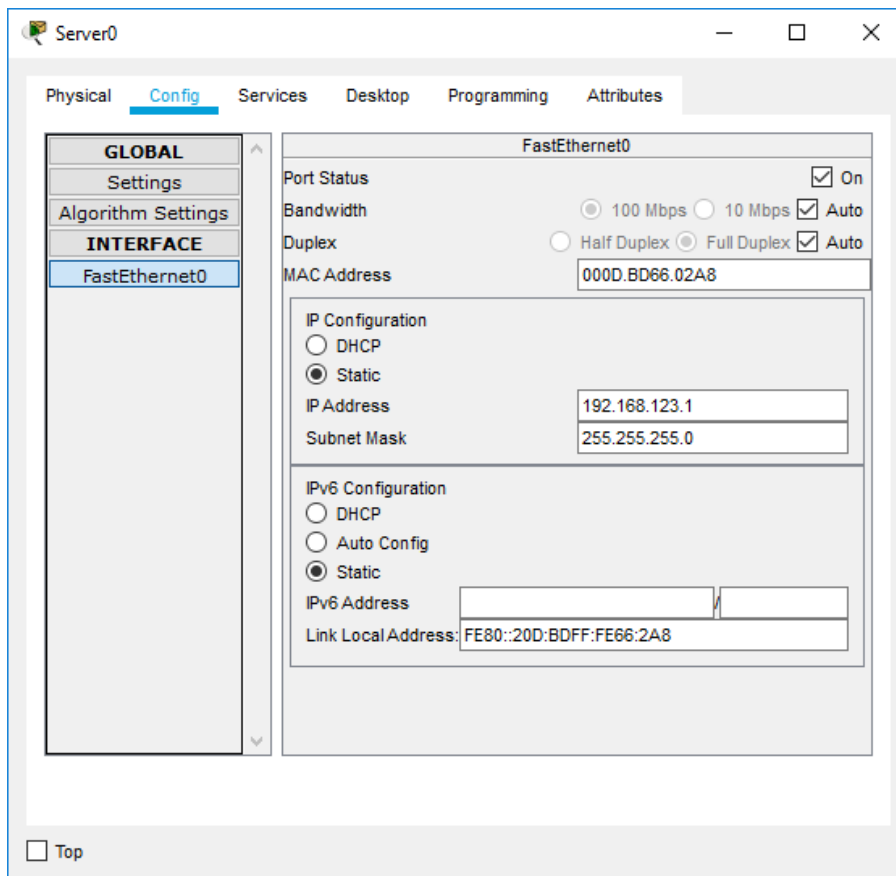 Server0
Physical Config Services Desktop Programming Attributes
GLOBAL
Settings
Algorithm Settings
INTERFACE
FastEthernet0
FastEthernet0
Port Status On
Bandwidth 100 Mbps 10 Mbps Auto
Duplex Half Duplex Full Duplex Auto
MAC Address 000D.BD66.02A8
IP Configuration
DHCP
Static
IP Address 192.168.123.1
Subnet Mask 255.255.255.0
IPv6 Configuration
DHCP
Auto Config
Static
IPv6 Address /
Link Local Address: FE80::20D:BDFF:FE66:2A8
Top